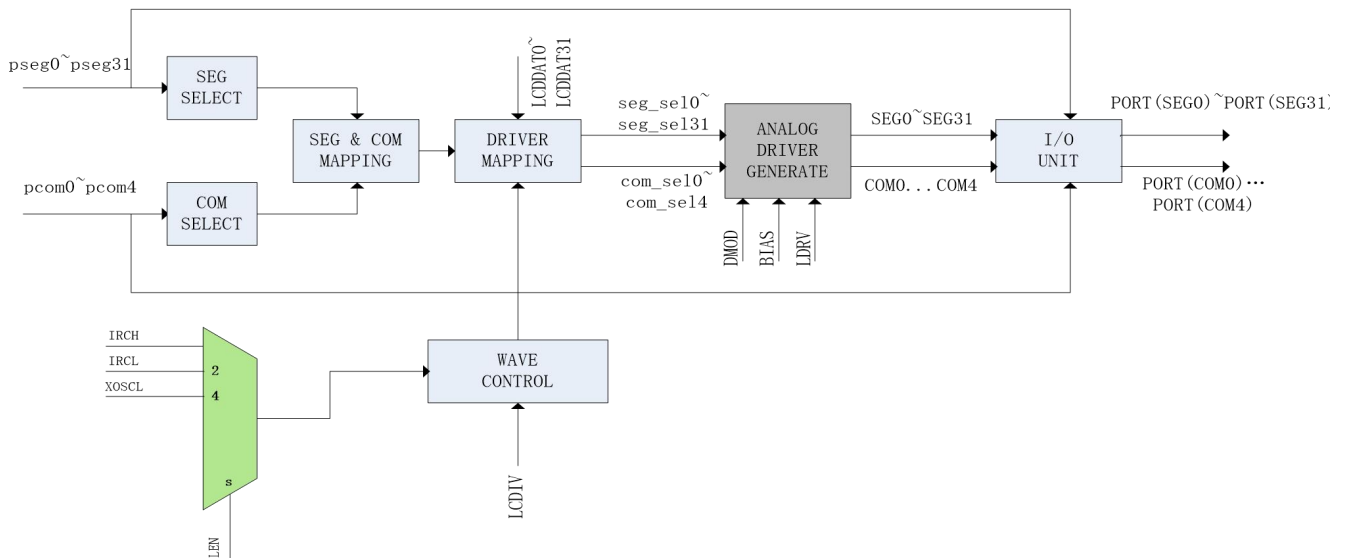 pseg0~pseg31
SEG
SELECT
LCDDAT0~
LCDDAT31
seg_sel0~
seg_sel31
SEG & COM
MAPPING
DRIVER
MAPPING
ANALOG
DRIVER
GENERATE
SEG0~SEG31
I/O
UNIT
PORT(SEG0)~PORT(SEG31)
pcom0~pcom4
COM
SELECT
com_sel0~
com_sel4
COM0...COM4
PORT(COM0)…
PORT(COM4)
DMOD
BIAS
LDRV
IRCH
IRCL
2
XOSCL
4
WAVE
CONTROL
s
LCDIV
LEN